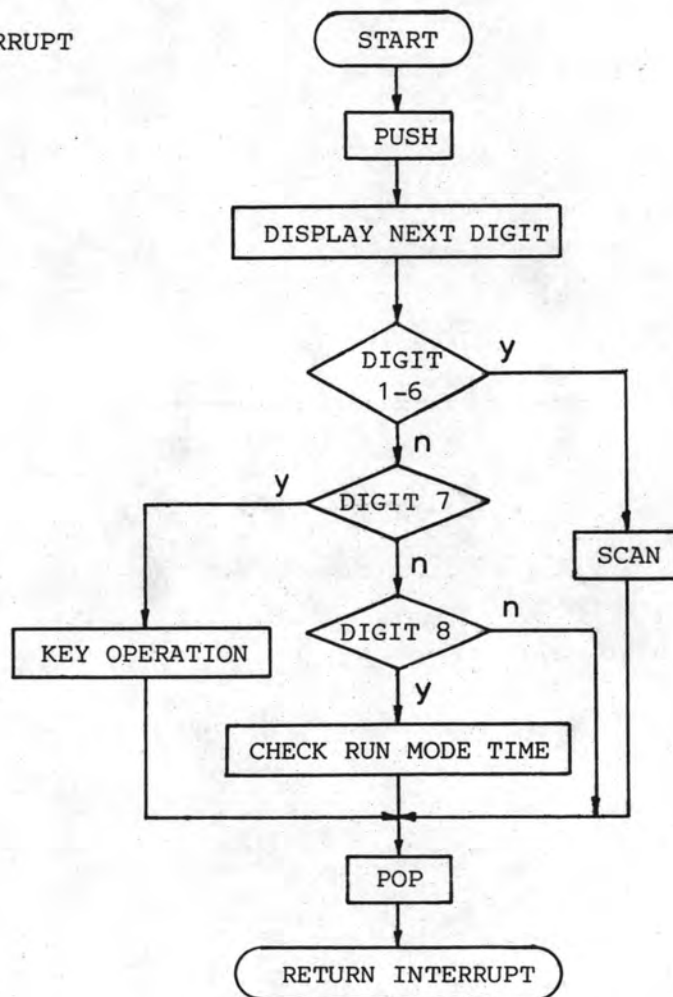 START
PUSH
DISPLAY NEXT DIGIT
DIGIT
1-6
y
n
y
DIGIT 7
SCAN
n
DIGIT 8
n
KEY OPERATION
y
CHECK RUN MODE TIME
POP
RETURN INTERRUPT